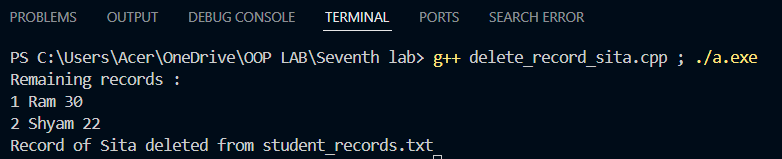 PROBLEMS OUTPUT DEBUG CONSOLE TERMINAL PORTS SEARCH ERROR
PS C:\Users\Acer\OneDrive\OOP LAB\Seventh lab> g++ delete_record_sita.cpp ; ./a.exe
Remaining records :
1 Ram 30
2 Shyam 22
Record of Sita deleted from student_records.txt